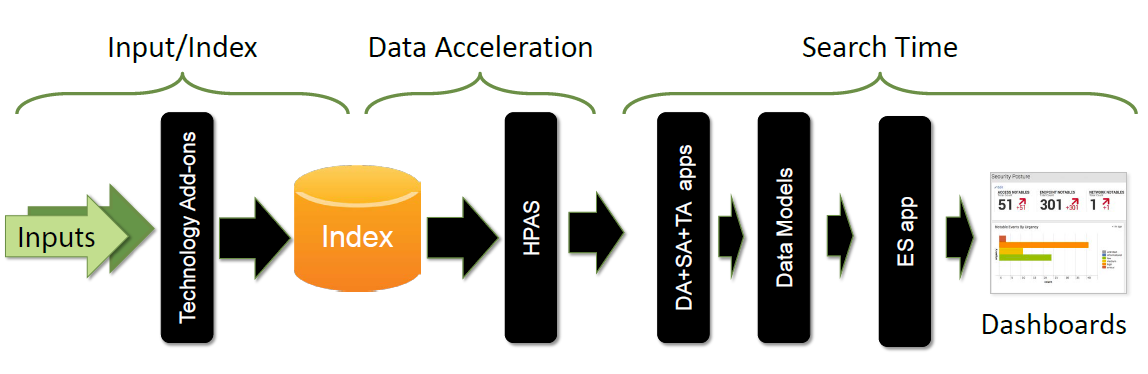 Input/Index
Data Acceleration
Search Time
Inputs
Technology Add-ons
Index
HPAS
DA+SA+TA apps
Data Models
ES app
Security Posture
ACCESS NOTABLES
51
+51
ENDPOINT NOTABLES
301
+301
NETWORK NOTABLES
1
+1
Notable Events By Urgency
Dashboards